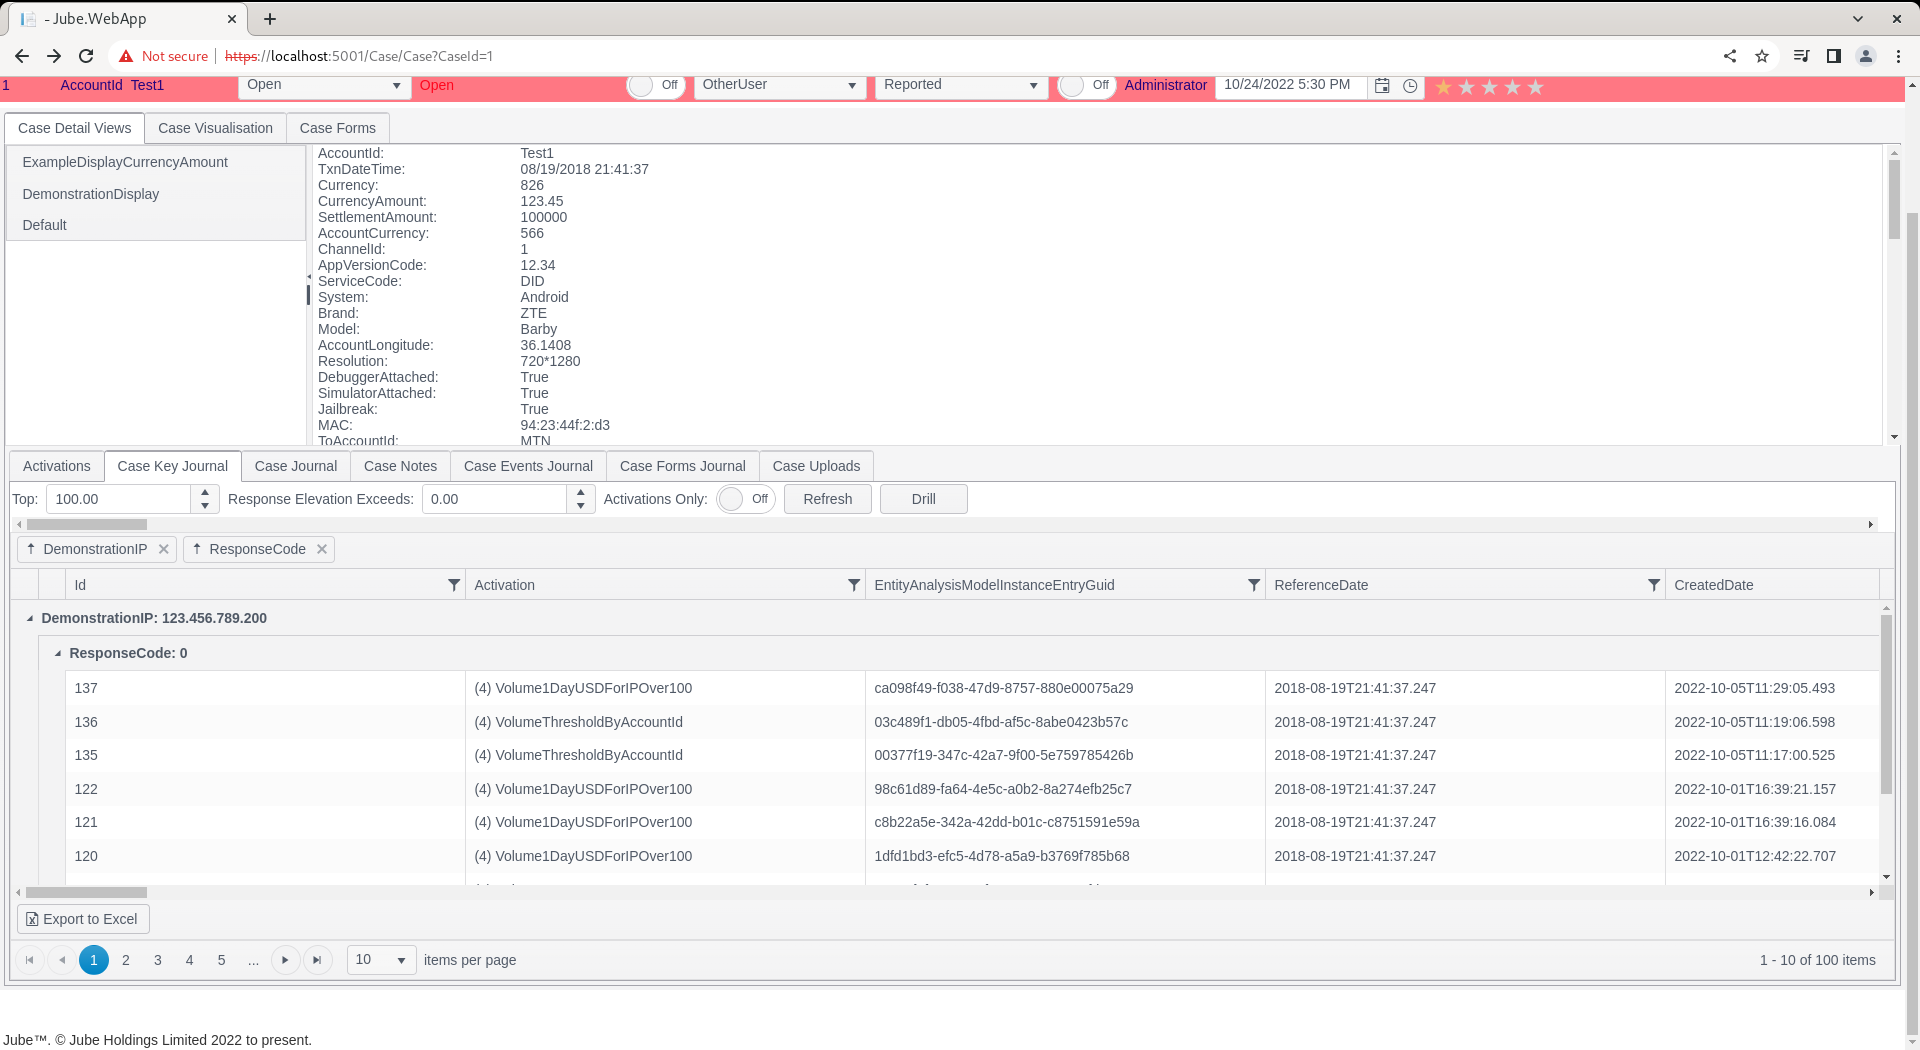 - Jube.WebApp
Not secure https://localhost:5001/Case/Case?CaseId=1
1 AccountId Test1 Open Open Off OtherUser Reported Off Administrator 10/24/2022 5:30 PM
Case Detail Views Case Visualisation Case Forms
ExampleDisplayCurrencyAmount
DemonstrationDisplay
Default
AccountId: Test1
TxnDateTime: 08/19/2018 21:41:37
Currency: 826
CurrencyAmount: 123.45
SettlementAmount: 100000
AccountCurrency: 566
ChannelId: 1
AppVersionCode: 12.34
ServiceCode: DID
System: Android
Brand: ZTE
Model: Barby
AccountLongitude: 36.1408
Resolution: 720*1280
DebuggerAttached: True
SimulatorAttached: True
Jailbreak: True
MAC: 94:23:44f:2:d3
ToAccountId: MTN
Activations Case Key Journal Case Journal Case Notes Case Events Journal Case Forms Journal Case Uploads
Top: 100.00 Response Elevation Exceeds: 0.00 Activations Only: Off Refresh Drill
DemonstrationIP ResponseCode
Id Activation EntityAnalysisModelInstanceEntryGuid ReferenceDate CreatedDate
DemonstrationIP: 123.456.789.200
ResponseCode: 0
137 (4) Volume1DayUSDForIPOver100 ca098f49-f038-47d9-8757-880e00075a29 2018-08-19T21:41:37.247 2022-10-05T11:29:05.493
136 (4) VolumeThresholdByAccountId 03c489f1-db05-4fbd-af5c-8abe0423b57c 2018-08-19T21:41:37.247 2022-10-05T11:19:06.598
135 (4) VolumeThresholdByAccountId 00377f19-347c-42a7-9f00-5e759785426b 2018-08-19T21:41:37.247 2022-10-05T11:17:00.525
122 (4) Volume1DayUSDForIPOver100 98c61d89-fa64-4e5c-a0b2-8a274efb25c7 2018-08-19T21:41:37.247 2022-10-01T16:39:21.157
121 (4) Volume1DayUSDForIPOver100 c8b22a5e-342a-42dd-b01c-c8751591e59a 2018-08-19T21:41:37.247 2022-10-01T16:39:16.084
120 (4) Volume1DayUSDForIPOver100 1dfd1bd3-efc5-4d78-a5a9-b3769f785b68 2018-08-19T21:41:37.247 2022-10-01T12:42:22.707
Export to Excel
1 2 3 4 5 ... 10 items per page 1 - 10 of 100 items
Jube™. © Jube Holdings Limited 2022 to present.